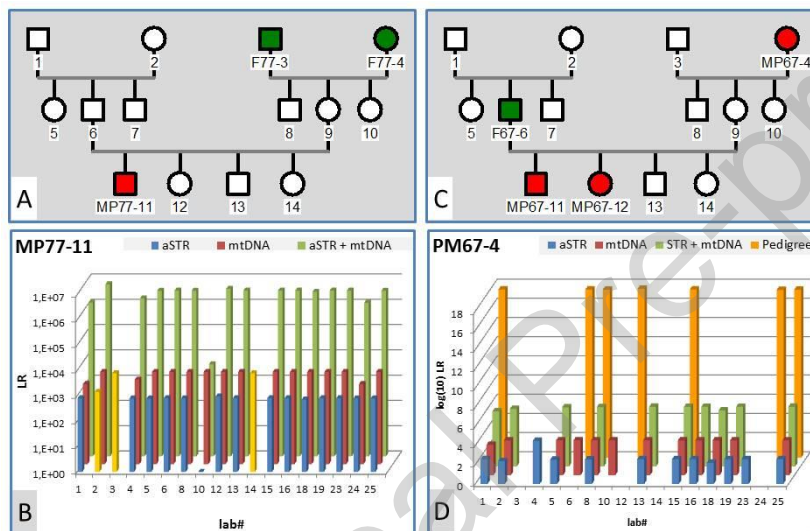 1 2 F77-3 F77-4
5 6 7 8 9 10
MP77-11 12 13 14
A
1 2 3 MP67-4
5 F67-6 7 8 9 10
MP67-11 MP67-12 13 14
C
MP77-11 aSTR mtDNA aSTR + mtDNA
1,E+07
1,E+06
1,E+05
1,E+04
1,E+03
1,E+02
1,E+01
1,E+00
LR
1 2 3 4 5 6 8 10 12 13 14 15 16 18 19 23 24 25
lab#
B
PM67-4 aSTR mtDNA STR + mtDNA Pedigree
18
16
14
12
10
8
6
4
2
0
log(10) LR
1 2 4 5 6 8 10 12 13 14 15 16 18 19 23 24 25
lab#
D